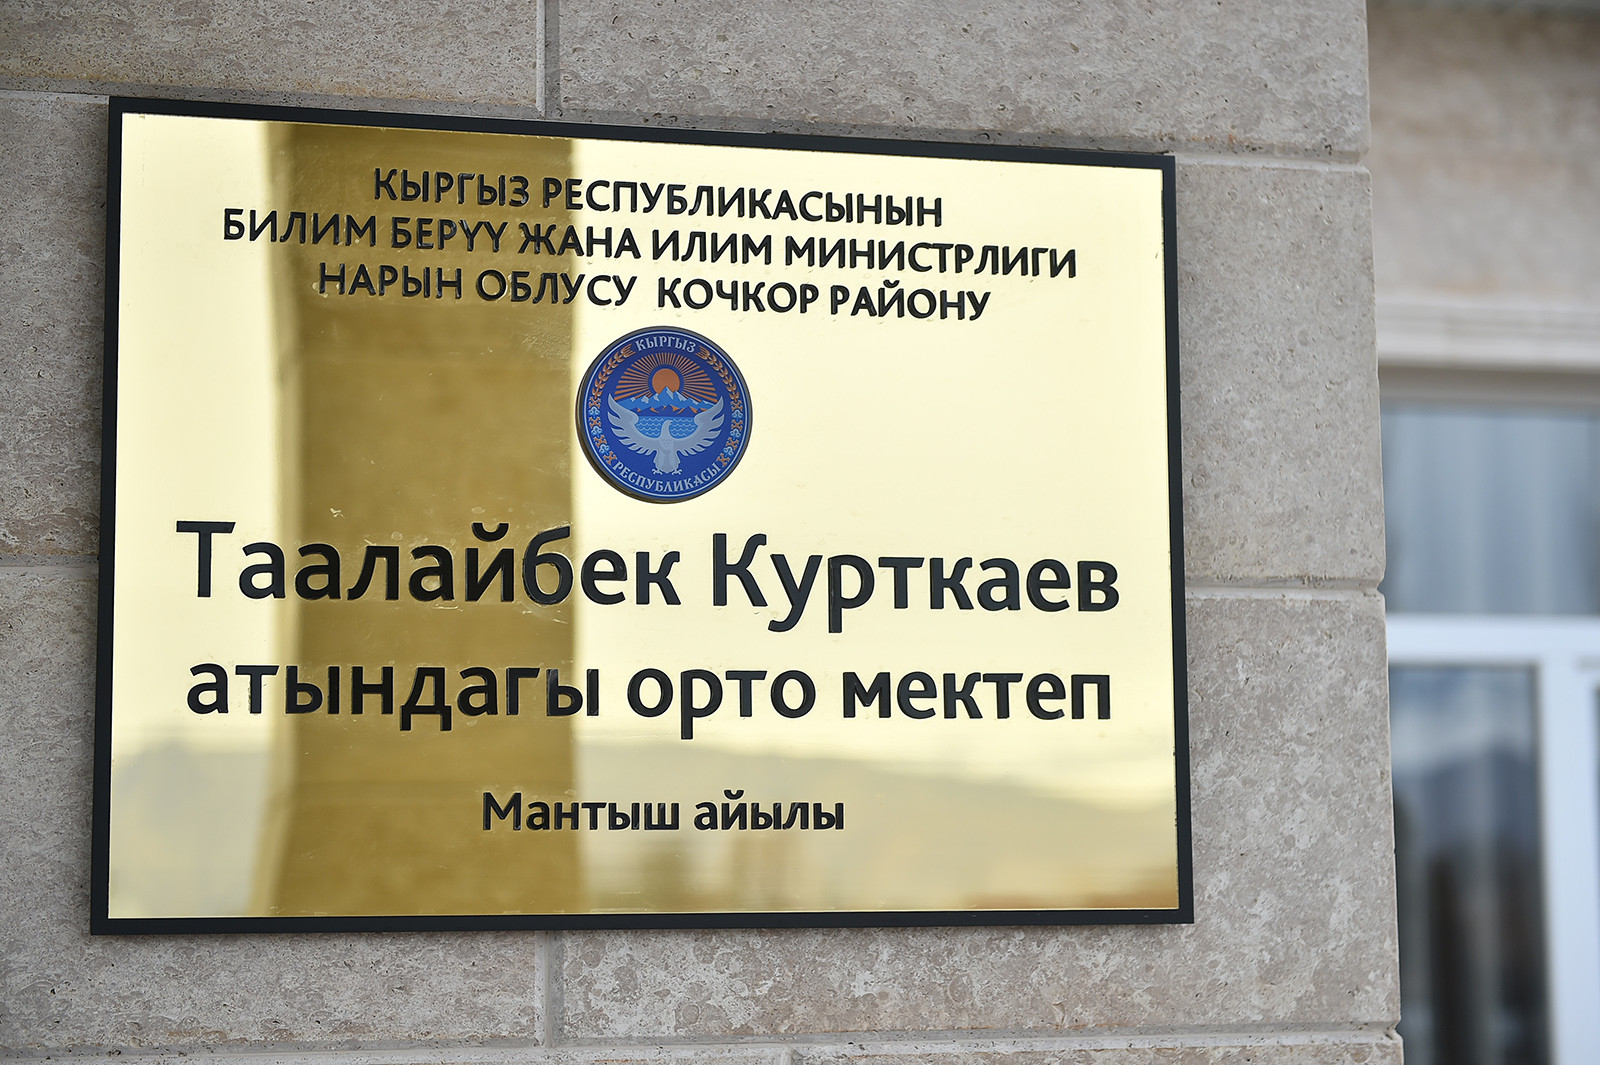 КЫРГЫЗ РЕСПУБЛИКАСЫНЫН
БИЛИМ БЕРҮҮ ЖАНА ИЛИМ МИНИСТРЛИГИ
НАРЫН ОБЛУСУ КОЧКОР РАЙОНУ
КЫРГЫЗ
РЕСПУБЛИКАСЫ
Таалайбек Курткаев
атындагы орто мектеп
Мантыш айылы